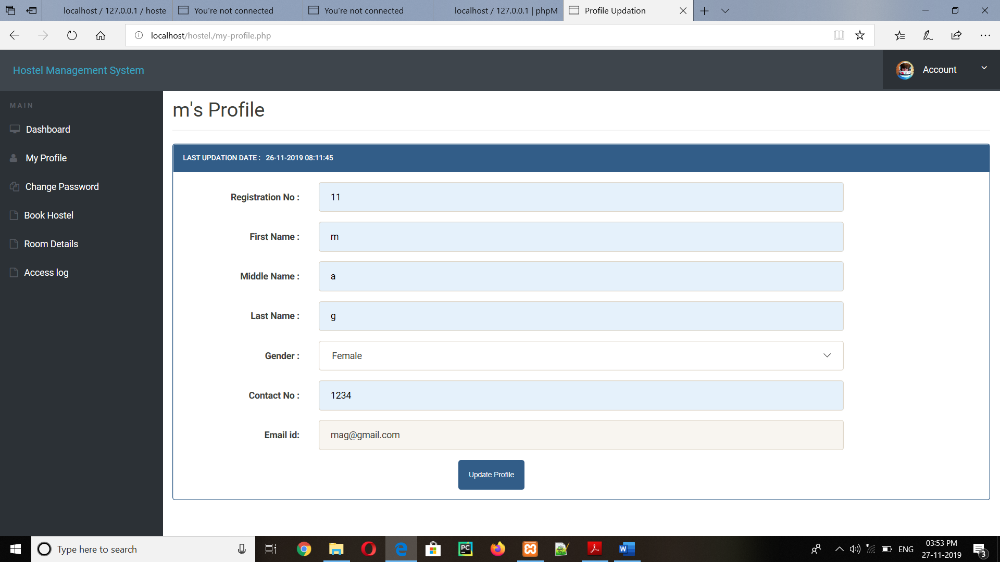 localhost / 127.0.0.1 / hoste
You're not connected
You're not connected
localhost / 127.0.0.1 | phpM
Profile Updation
localhost/hostel./my-profile.php
Hostel Management System
Account
MAIN
Dashboard
My Profile
Change Password
Book Hostel
Room Details
Access log
m's Profile
LAST UPDATION DATE : 26-11-2019 08:11:45
Registration No : 11
First Name : m
Middle Name : a
Last Name : g
Gender : Female
Contact No : 1234
Email id: mag@gmail.com
Update Profile
Type here to search
PC
W
ENG
03:53 PM
27-11-2019
3